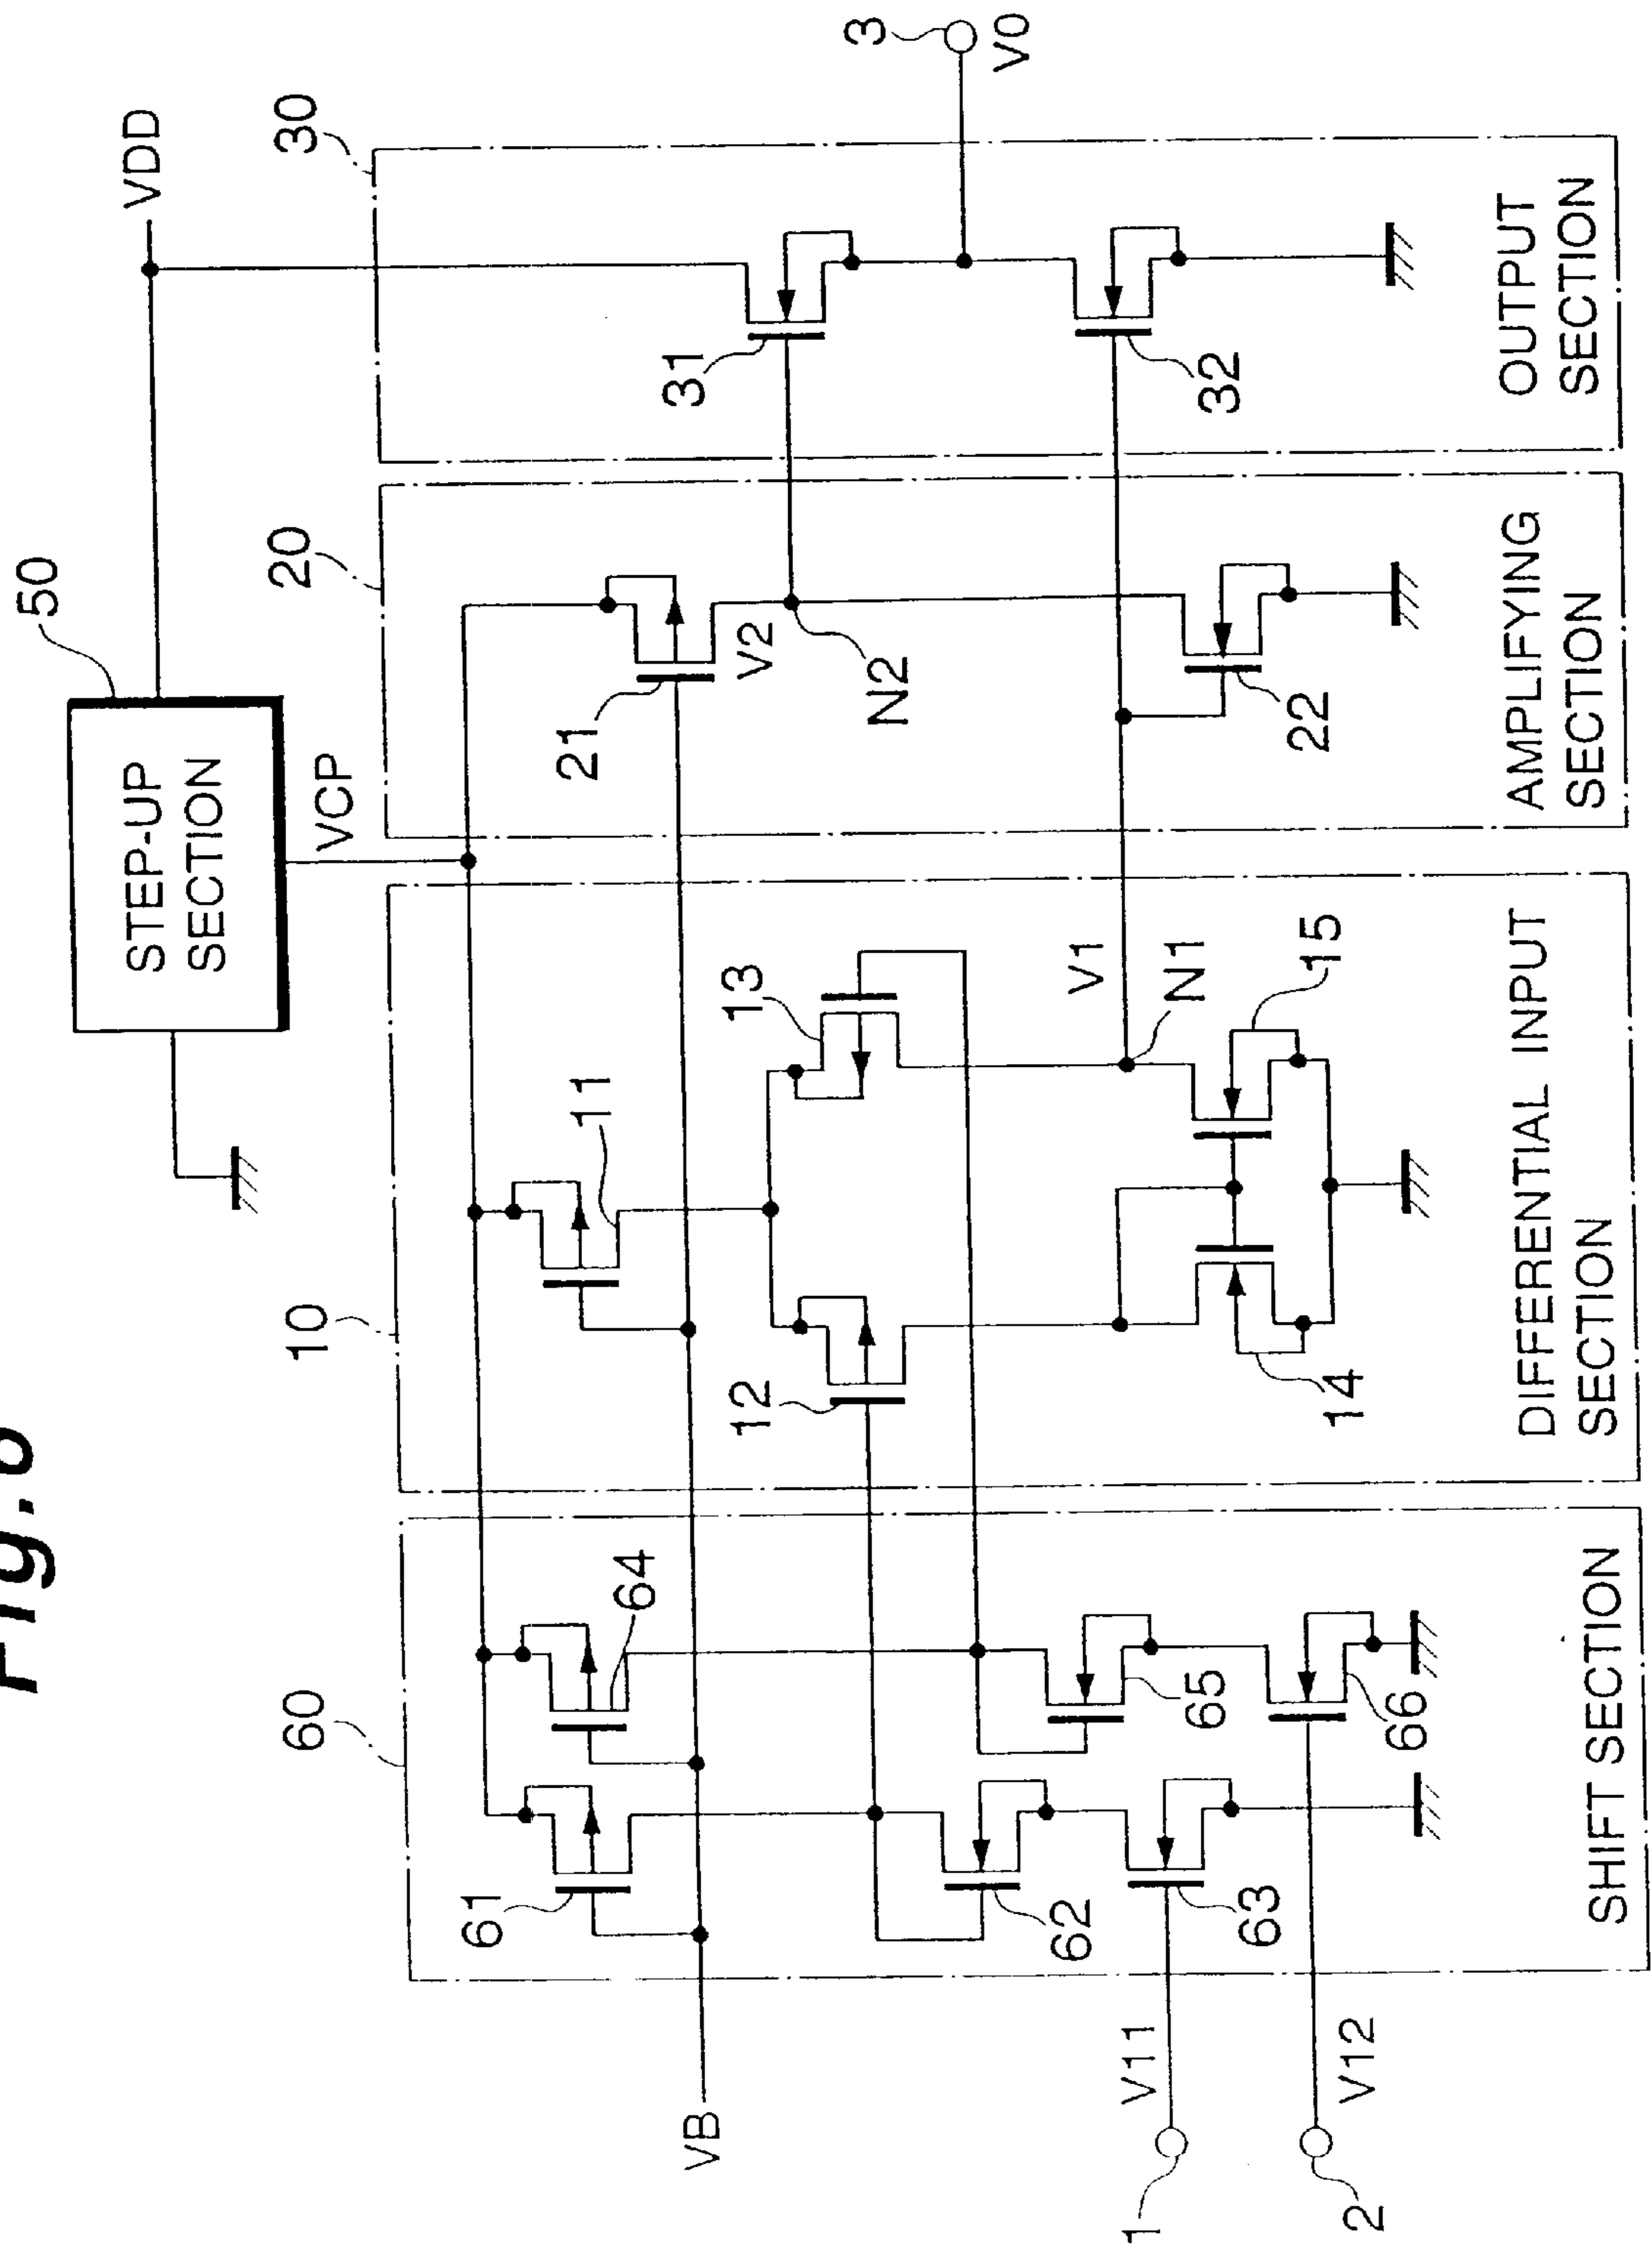 Fig.
STEP-UP
SECTION
50
VDD
VCP
60
10
20
30
61
64
11
21
V2
N2
31
3
V0
12
13
62
65
63
66
14
15
V1
N1
22
32
VB
1
V11
2
V12
SHIFT SECTION
DIFFERENTIAL INPUT
SECTION
AMPLIFYING
SECTION
OUTPUT
SECTION